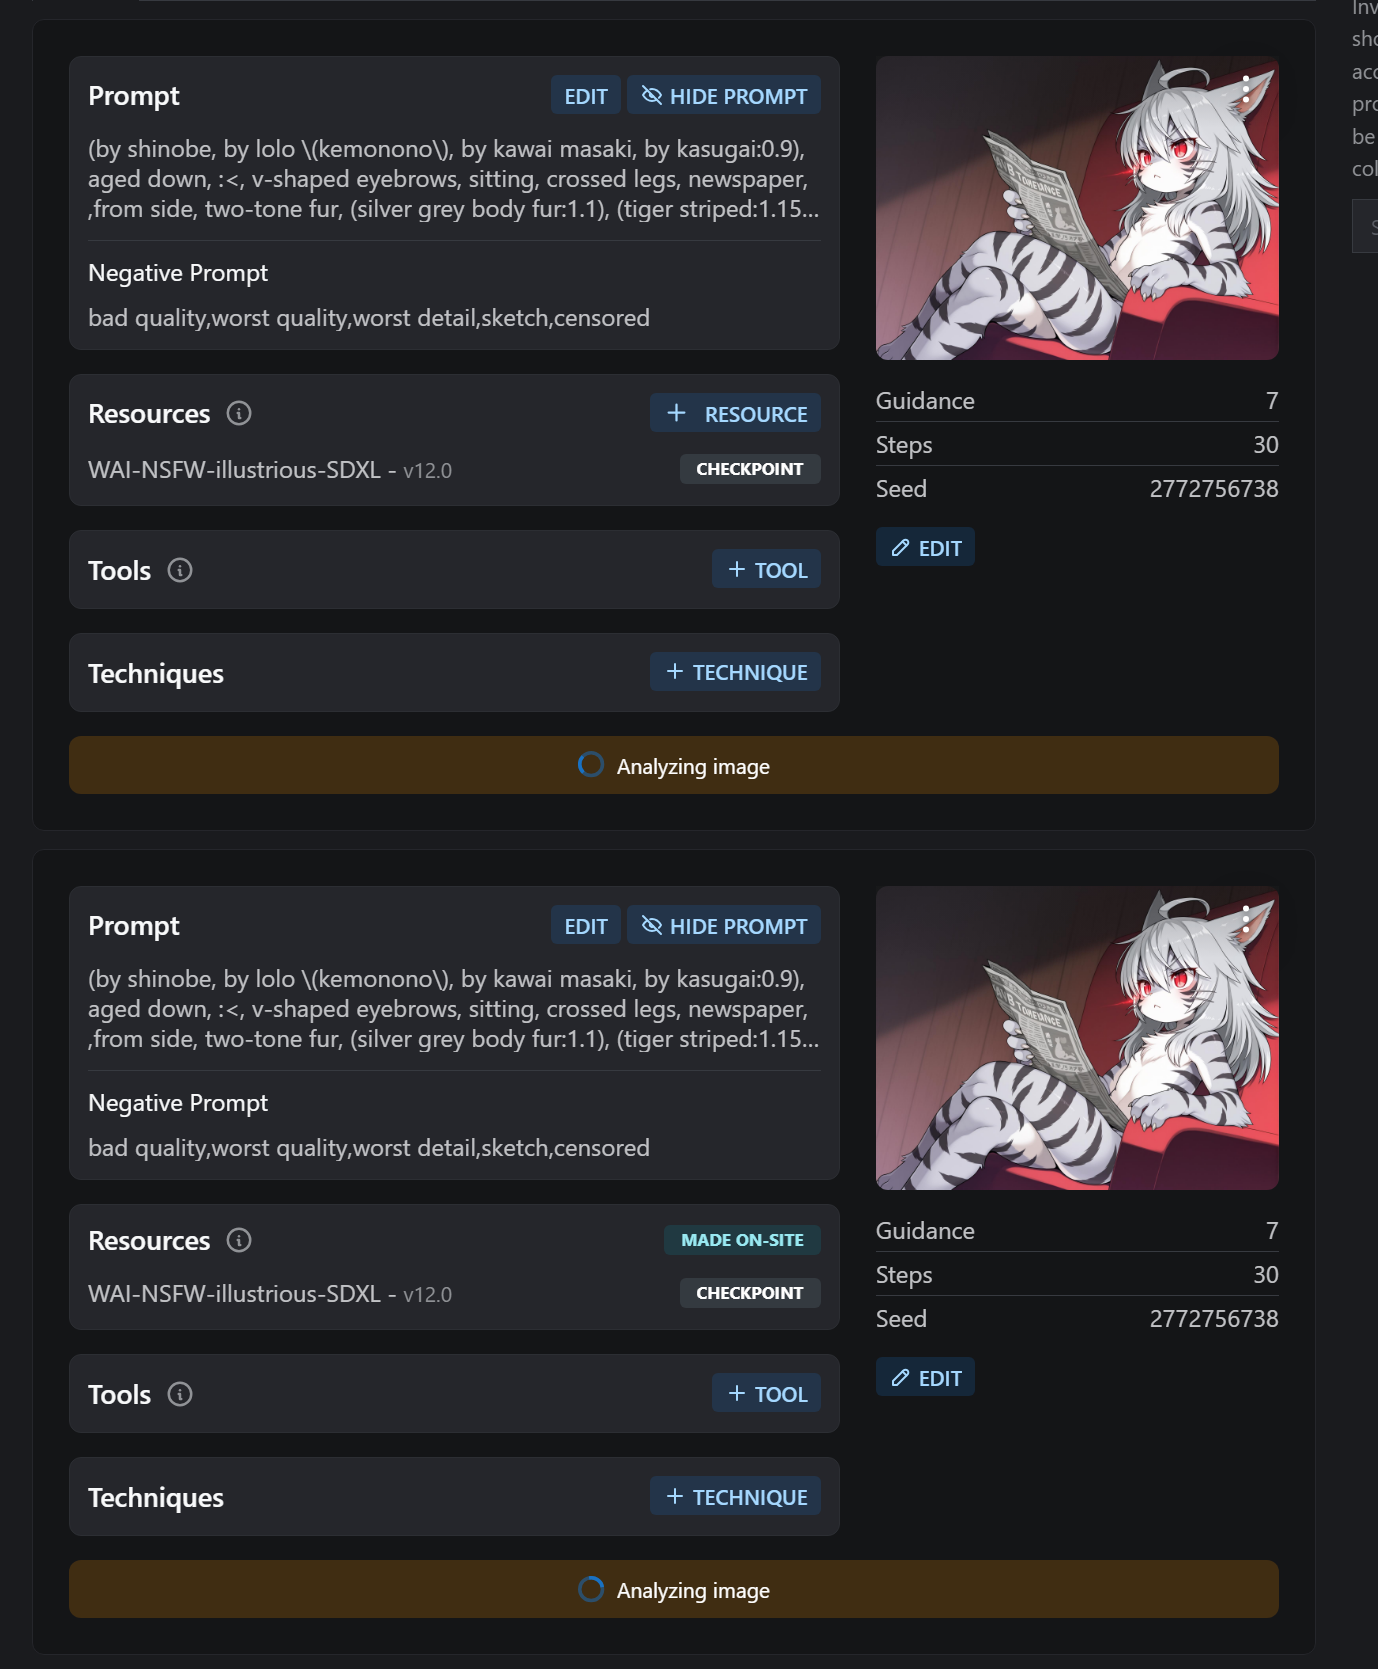 Prompt
EDIT
HIDE PROMPT
(by shinobe, by lolo \(kemonono\), by kawai masaki, by kasugai:0.9),
aged down, :<, v-shaped eyebrows, sitting, crossed legs, newspaper,
,from side, two-tone fur, (silver grey body fur:1.1), (tiger striped:1.15...
Negative Prompt
bad quality,worst quality,worst detail,sketch,censored
Resources
+ RESOURCE
WAI-NSFW-illustrious-SDXL - v12.0
CHECKPOINT
Tools
+ TOOL
Techniques
+ TECHNIQUE
Guidance 7
Steps 30
Seed 2772756738
EDIT
Analyzing image
Prompt
EDIT
HIDE PROMPT
(by shinobe, by lolo \(kemonono\), by kawai masaki, by kasugai:0.9),
aged down, :<, v-shaped eyebrows, sitting, crossed legs, newspaper,
,from side, two-tone fur, (silver grey body fur:1.1), (tiger striped:1.15...
Negative Prompt
bad quality,worst quality,worst detail,sketch,censored
Resources
MADE ON-SITE
WAI-NSFW-illustrious-SDXL - v12.0
CHECKPOINT
Tools
+ TOOL
Techniques
+ TECHNIQUE
Guidance 7
Steps 30
Seed 2772756738
EDIT
Analyzing image